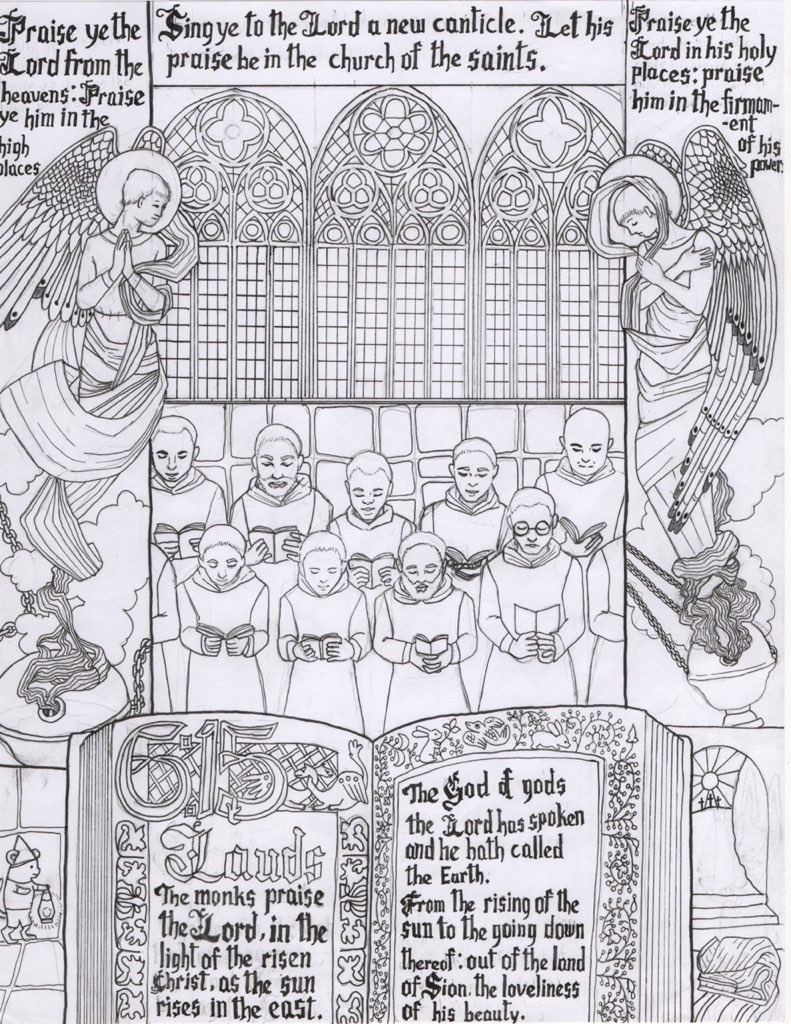 Praise ye the
Lord from the
heavens: Praise
ye him in the
high
places
Sing ye to the Lord a new canticle. Let his
praise be in the church of the saints.
Praise ye the
Lord in his holy
places: praise
him in the firmam-
-ent
of his
power.
6:15
Lauds
The monks praise
the Lord, in the
light of the risen
Christ, as the sun
rises in the east.
The God of gods
the Lord has spoken
and he hath called
the Earth.
From the rising of the
sun to the going down
thereof: out of the land
of Sion. the loveliness
of his beauty.